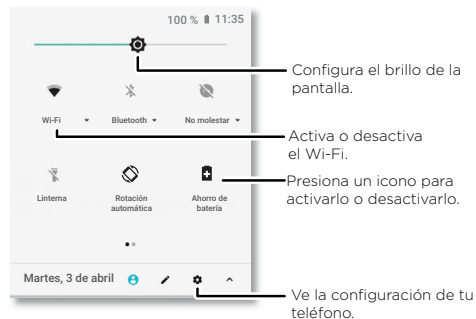 100 % 11:35
Configura el brillo de la
pantalla.
Wi-Fi Bluetooth No molestar
Activa o desactiva
el Wi-Fi.
Presiona un icono para
activarlo o desactivarlo.
Linterna Rotación Ahorro de
automática batería
Martes, 3 de abril
Ve la configuración de tu
teléfono.